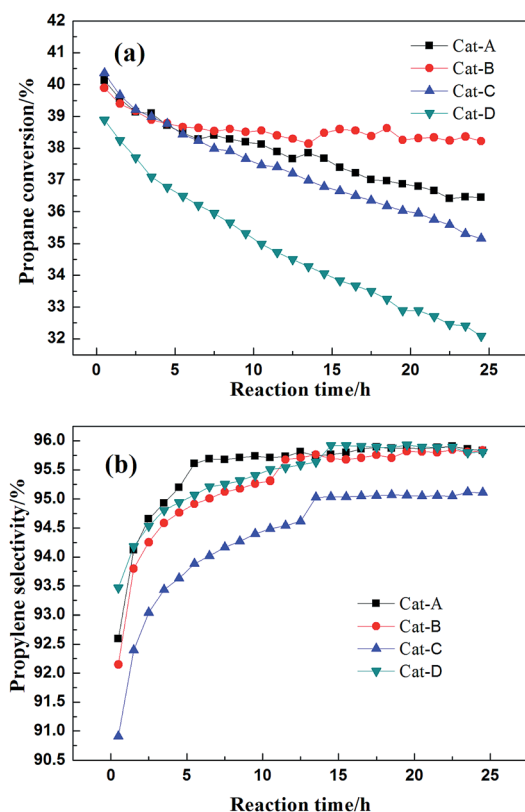 (a)
Cat-A
Cat-B
Cat-C
Cat-D
Propane conversion/%
42
41
40
39
38
37
36
35
34
33
32
0 5 10 15 20 25
Reaction time/h
(b)
Cat-A
Cat-B
Cat-C
Cat-D
Propylene selectivity/%
96.0
95.5
95.0
94.5
94.0
93.5
93.0
92.5
92.0
91.5
91.0
90.5
0 5 10 15 20 25
Reaction time/h